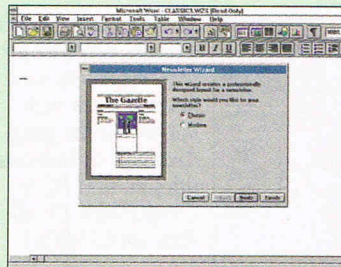 Microsoft Word - CLASSIC1.WIZ [Read-Only]
File Edit View Insert Format Tools Table Window Help
B I U
Newsletter Wizard
The Gazette
This wizard creates a professionally
designed layout for a newsletter.
Which style would you like for your
newsletter?
Classic
Modern
Cancel Next> Finish